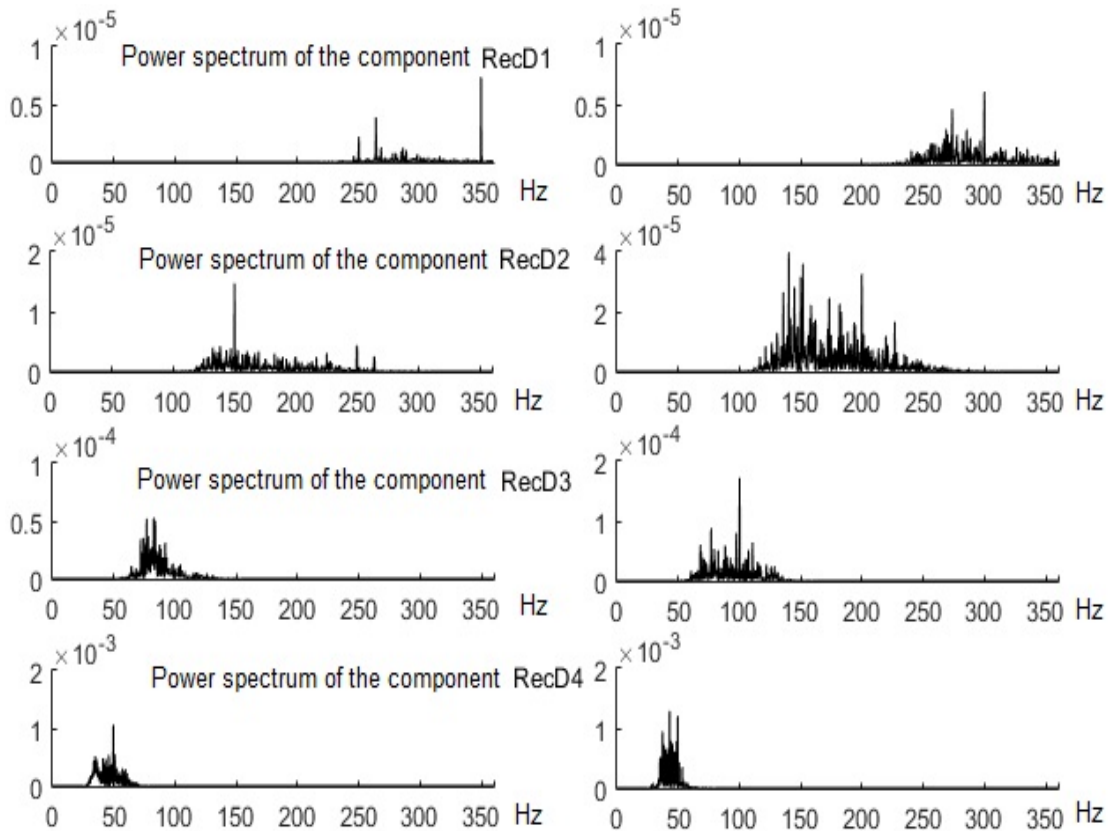 ×10^-5 ×10^-5
1 Power spectrum of the component RecD1 1
0.5 0.5
0 0
0 50 100 150 200 250 300 350 Hz 0 50 100 150 200 250 300 350 Hz
×10^-5 ×10^-5
2 Power spectrum of the component RecD2 4
1 2
0 0
0 50 100 150 200 250 300 350 Hz 0 50 100 150 200 250 300 350 Hz
×10^-4 ×10^-4
1 Power spectrum of the component RecD3 2
0.5 1
0 0
0 50 100 150 200 250 300 350 Hz 0 50 100 150 200 250 300 350 Hz
×10^-3 ×10^-3
2 Power spectrum of the component RecD4 2
1 1
0 0
0 50 100 150 200 250 300 350 Hz 0 50 100 150 200 250 300 350 Hz